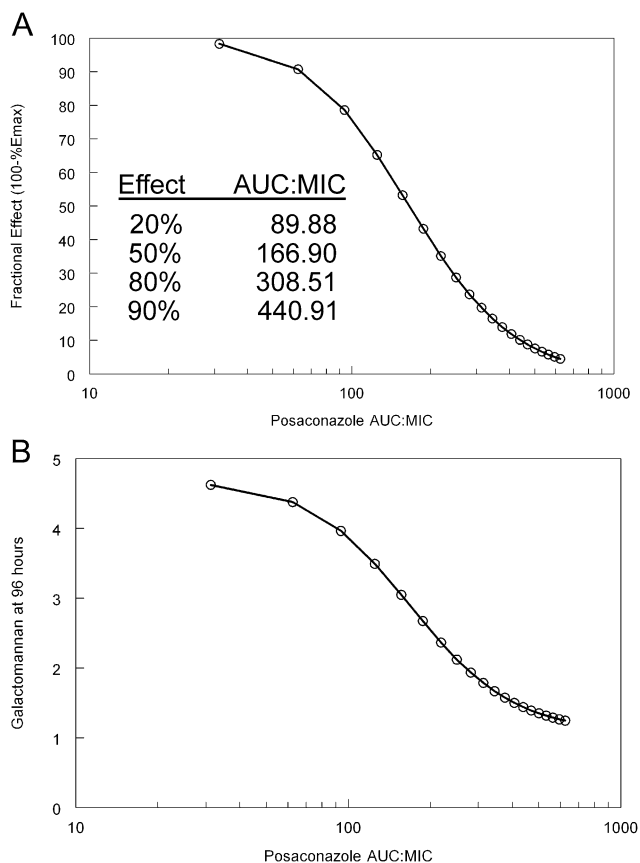 A
100
90
80
70
60
50
40
30
20
10
0
Fractional Effect (100-%Emax)
Effect AUC:MIC
20% 89.88
50% 166.90
80% 308.51
90% 440.91
10 100 1000
Posaconazole AUC:MIC
B
5
4
3
2
1
0
Galactomannan at 96 hours
10 100 1000
Posaconazole AUC:MIC